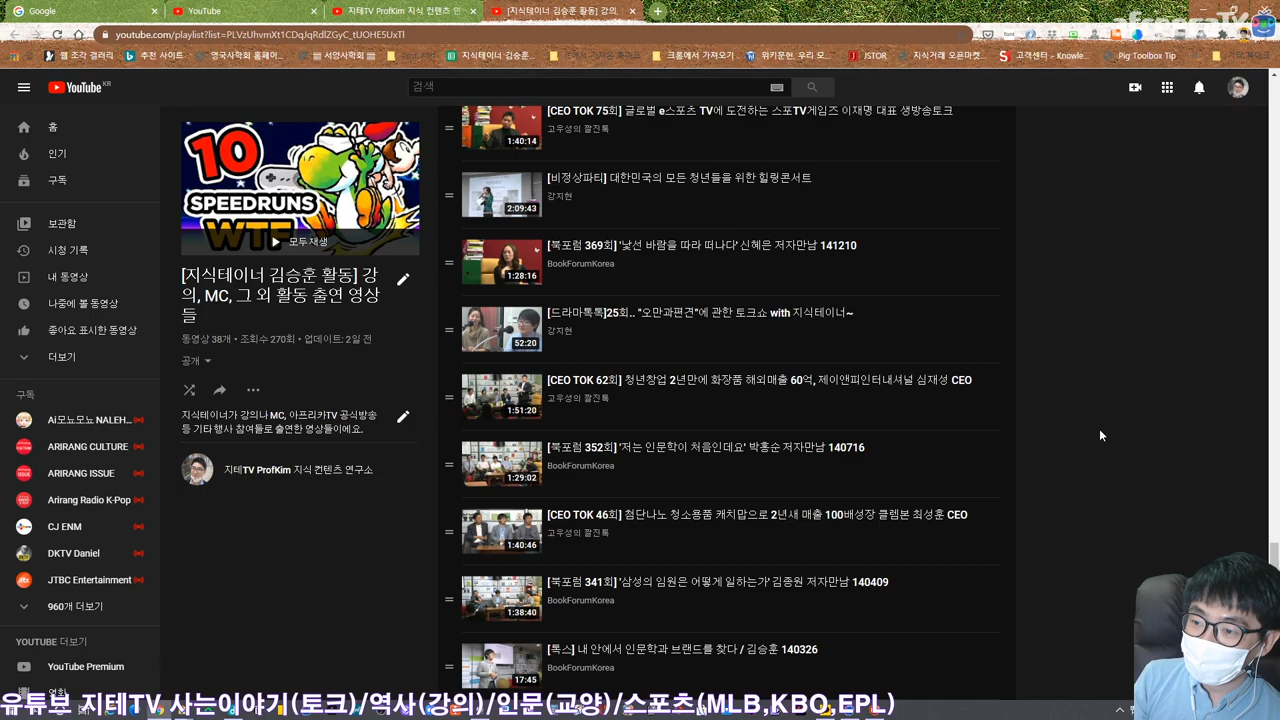 Google
YouTube
지테TV ProfKim 지식 컨텐츠 연
[지식테이너 김승훈 활동] 강의,
afreecaTV
youtube.com/playlist?list=PLVzUhvmXt1CDqJqRdlZGyC_tUOHE5UxTl
웹 조각 갤러리
추천 사이트
영국사학회 홈페이...
서양사학회
지식테이너-김승훈...
크롬에서 가져오기
위키문헌, 우리 모...
JSTOR
지식거래 오픈마켓...
고객센터 – Knowle...
Pig Toolbox Tip
YouTube KR
검색
홈
인기
구독
보관함
시청 기록
내 동영상
나중에 볼 동영상
좋아요 표시한 동영상
더보기
구독
Ai모뇨모뇨 NALEH...
ARIRANG CULTURE
ARIRANG ISSUE
Arirang Radio K-Pop
CJ ENM
DKTV Daniel
JTBC Entertainment
960개 더보기
YOUTUBE 더보기
YouTube Premium
영화
10
SPEEDRUNS
WTF
모두 재생
[지식테이너 김승훈 활동] 강
의, MC, 그 외 활동 출연 영상
들
동영상 38개 • 조회수 270회 • 업데이트: 2일 전
공개
지식테이너가 강의나 MC, 아프리카TV 공식방송
등 기타 행사 참여들로 출연한 영상들이에요.
지테TV ProfKim 지식 컨텐츠 연구소
[CEO TOK 75회] 글로벌 e스포츠 TV에 도전하는 스포TV게임즈 이재명 대표 생방송토크
고우성의 짤진톡
1:40:14
[비정상파티] 대한민국의 모든 청년들을 위한 힐링콘서트
강지현
2:09:43
[북포럼 369회] '낯선 바람을 따라 떠나다' 신혜은 저자만남 141210
BookForumKorea
1:28:16
[드라마톡톡]25회.. "오만과편견"에 관한 토크쇼 with 지식테이너~
강지현
52:20
[CEO TOK 62회] 청년창업 2년만에 화장품 해외매출 60억, 제이앤피인터내셔널 심재성 CEO
고우성의 짤진톡
1:51:20
[북포럼 352회] '저는 인문학이 처음인데요' 박홍순 저자만남 140716
BookForumKorea
1:29:02
[CEO TOK 46회] 첨단나노 청소용품 캐치맙으로 2년새 매출 100배성장 클렘본 최성훈 CEO
고우성의 짤진톡
1:40:46
[북포럼 341회] '삼성의 임원은 어떻게 일하는가' 김종원 저자만남 140409
BookForumKorea
1:38:40
[톡스] 내 안에서 인문학과 브랜드를 찾다 / 김승훈 140326
BookForumKorea
17:45
유튜브 지테TV 사는이야기(토크)/역사(강의)/인문(교양)/스포츠(MLB,KBO,EPL)